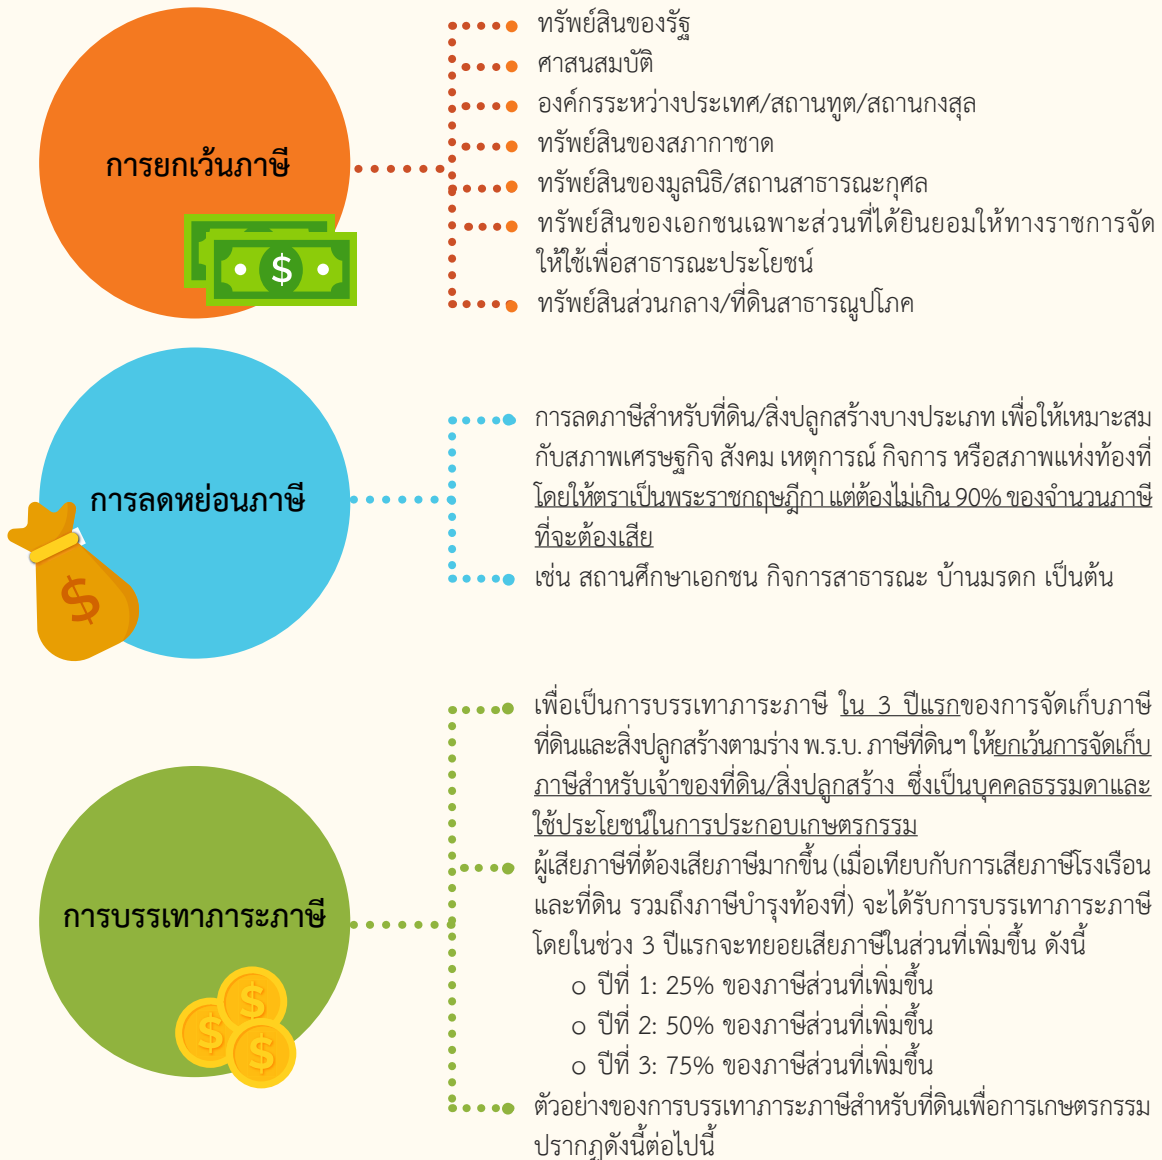 การยกเว้นภาษี
ทรัพย์สินของรัฐ
ศาสนสมบัติ
องค์กรระหว่างประเทศ/สถานทูต/สถานกงสุล
ทรัพย์สินของสภากาชาด
ทรัพย์สินของมูลนิธิ/สถานสาธารณะกุศล
ทรัพย์สินของเอกชนเฉพาะส่วนที่ได้ยินยอมให้ทางราชการจัด
ให้ใช้เพื่อสาธารณะประโยชน์
ทรัพย์สินส่วนกลาง/ที่ดินสาธารณูปโภค
$
การลดหย่อนภาษี
การลดภาษีสำหรับที่ดิน/สิ่งปลูกสร้างบางประเภท เพื่อให้เหมาะสม
กับสภาพเศรษฐกิจ สังคม เหตุการณ์ กิจการ หรือสภาพแห่งท้องที่
โดยให้ตราเป็นพระราชกฤษฎีกา แต่ต้องไม่เกิน 90% ของจำนวนภาษี
ที่จะต้องเสีย
เช่น สถานศึกษาเอกชน กิจการสาธารณะ บ้านมรดก เป็นต้น
$
การบรรเทาภาระภาษี
เพื่อเป็นการบรรเทาภาระภาษี ใน 3 ปีแรกของการจัดเก็บภาษี
ที่ดินและสิ่งปลูกสร้างตามร่าง พ.ร.บ. ภาษีที่ดินฯ ให้ยกเว้นการจัดเก็บ
ภาษีสำหรับเจ้าของที่ดิน/สิ่งปลูกสร้าง ซึ่งเป็นบุคคลธรรมดาและ
ใช้ประโยชน์ในการประกอบเกษตรกรรม
ผู้เสียภาษีที่ต้องเสียภาษีมากขึ้น (เมื่อเทียบกับการเสียภาษีโรงเรือน
และที่ดิน รวมถึงภาษีบำรุงท้องที่) จะได้รับการบรรเทาภาระภาษี
โดยในช่วง 3 ปีแรกจะทยอยเสียภาษีในส่วนที่เพิ่มขึ้น ดังนี้
o ปีที่ 1: 25% ของภาษีส่วนที่เพิ่มขึ้น
o ปีที่ 2: 50% ของภาษีส่วนที่เพิ่มขึ้น
o ปีที่ 3: 75% ของภาษีส่วนที่เพิ่มขึ้น
ตัวอย่างของการบรรเทาภาระภาษีสำหรับที่ดินเพื่อการเกษตรกรรม
ปรากฏดังนี้ต่อไปนี้
$
$
$